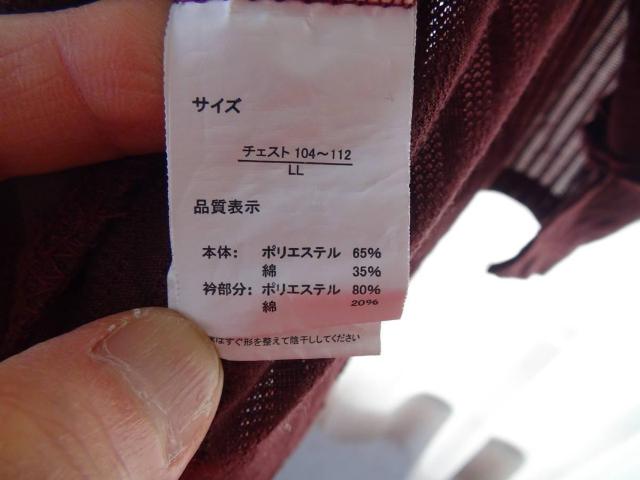 サイズ
チェスト 104～112
LL
品質表示
本体： ポリエステル 65%
綿 35%
衿部分： ポリエステル 80%
綿 20%
はすぐ形を整えて陰干ししてください